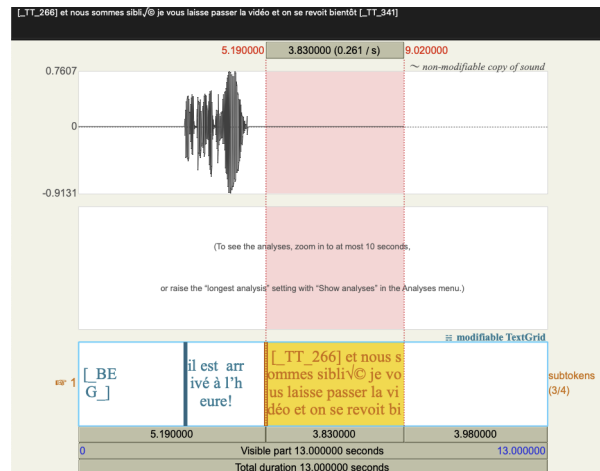 [_TT_266] et nous sommes sibli√© je vous laisse passer la vidéo et on se revoit bientôt [_TT_341]
5.190000 3.830000 (0.261 / s) 9.020000
~ non-modifiable copy of sound
0.7607
0
-0.9131
(To see the analyses, zoom in to at most 10 seconds,
or raise the "longest analysis" setting with "Show analyses" in the Analyses menu.)
modifiable TextGrid
☞ 1
[_BE
G_]
il est arr
ivé à l'h
eure!
[_TT_266] et nous s
ommes sibli√© je vo
us laisse passer la vi
déo et on se revoit bi
subtokens
(3/4)
5.190000 3.830000 3.980000
0 Visible part 13.000000 seconds 13.000000
Total duration 13.000000 seconds